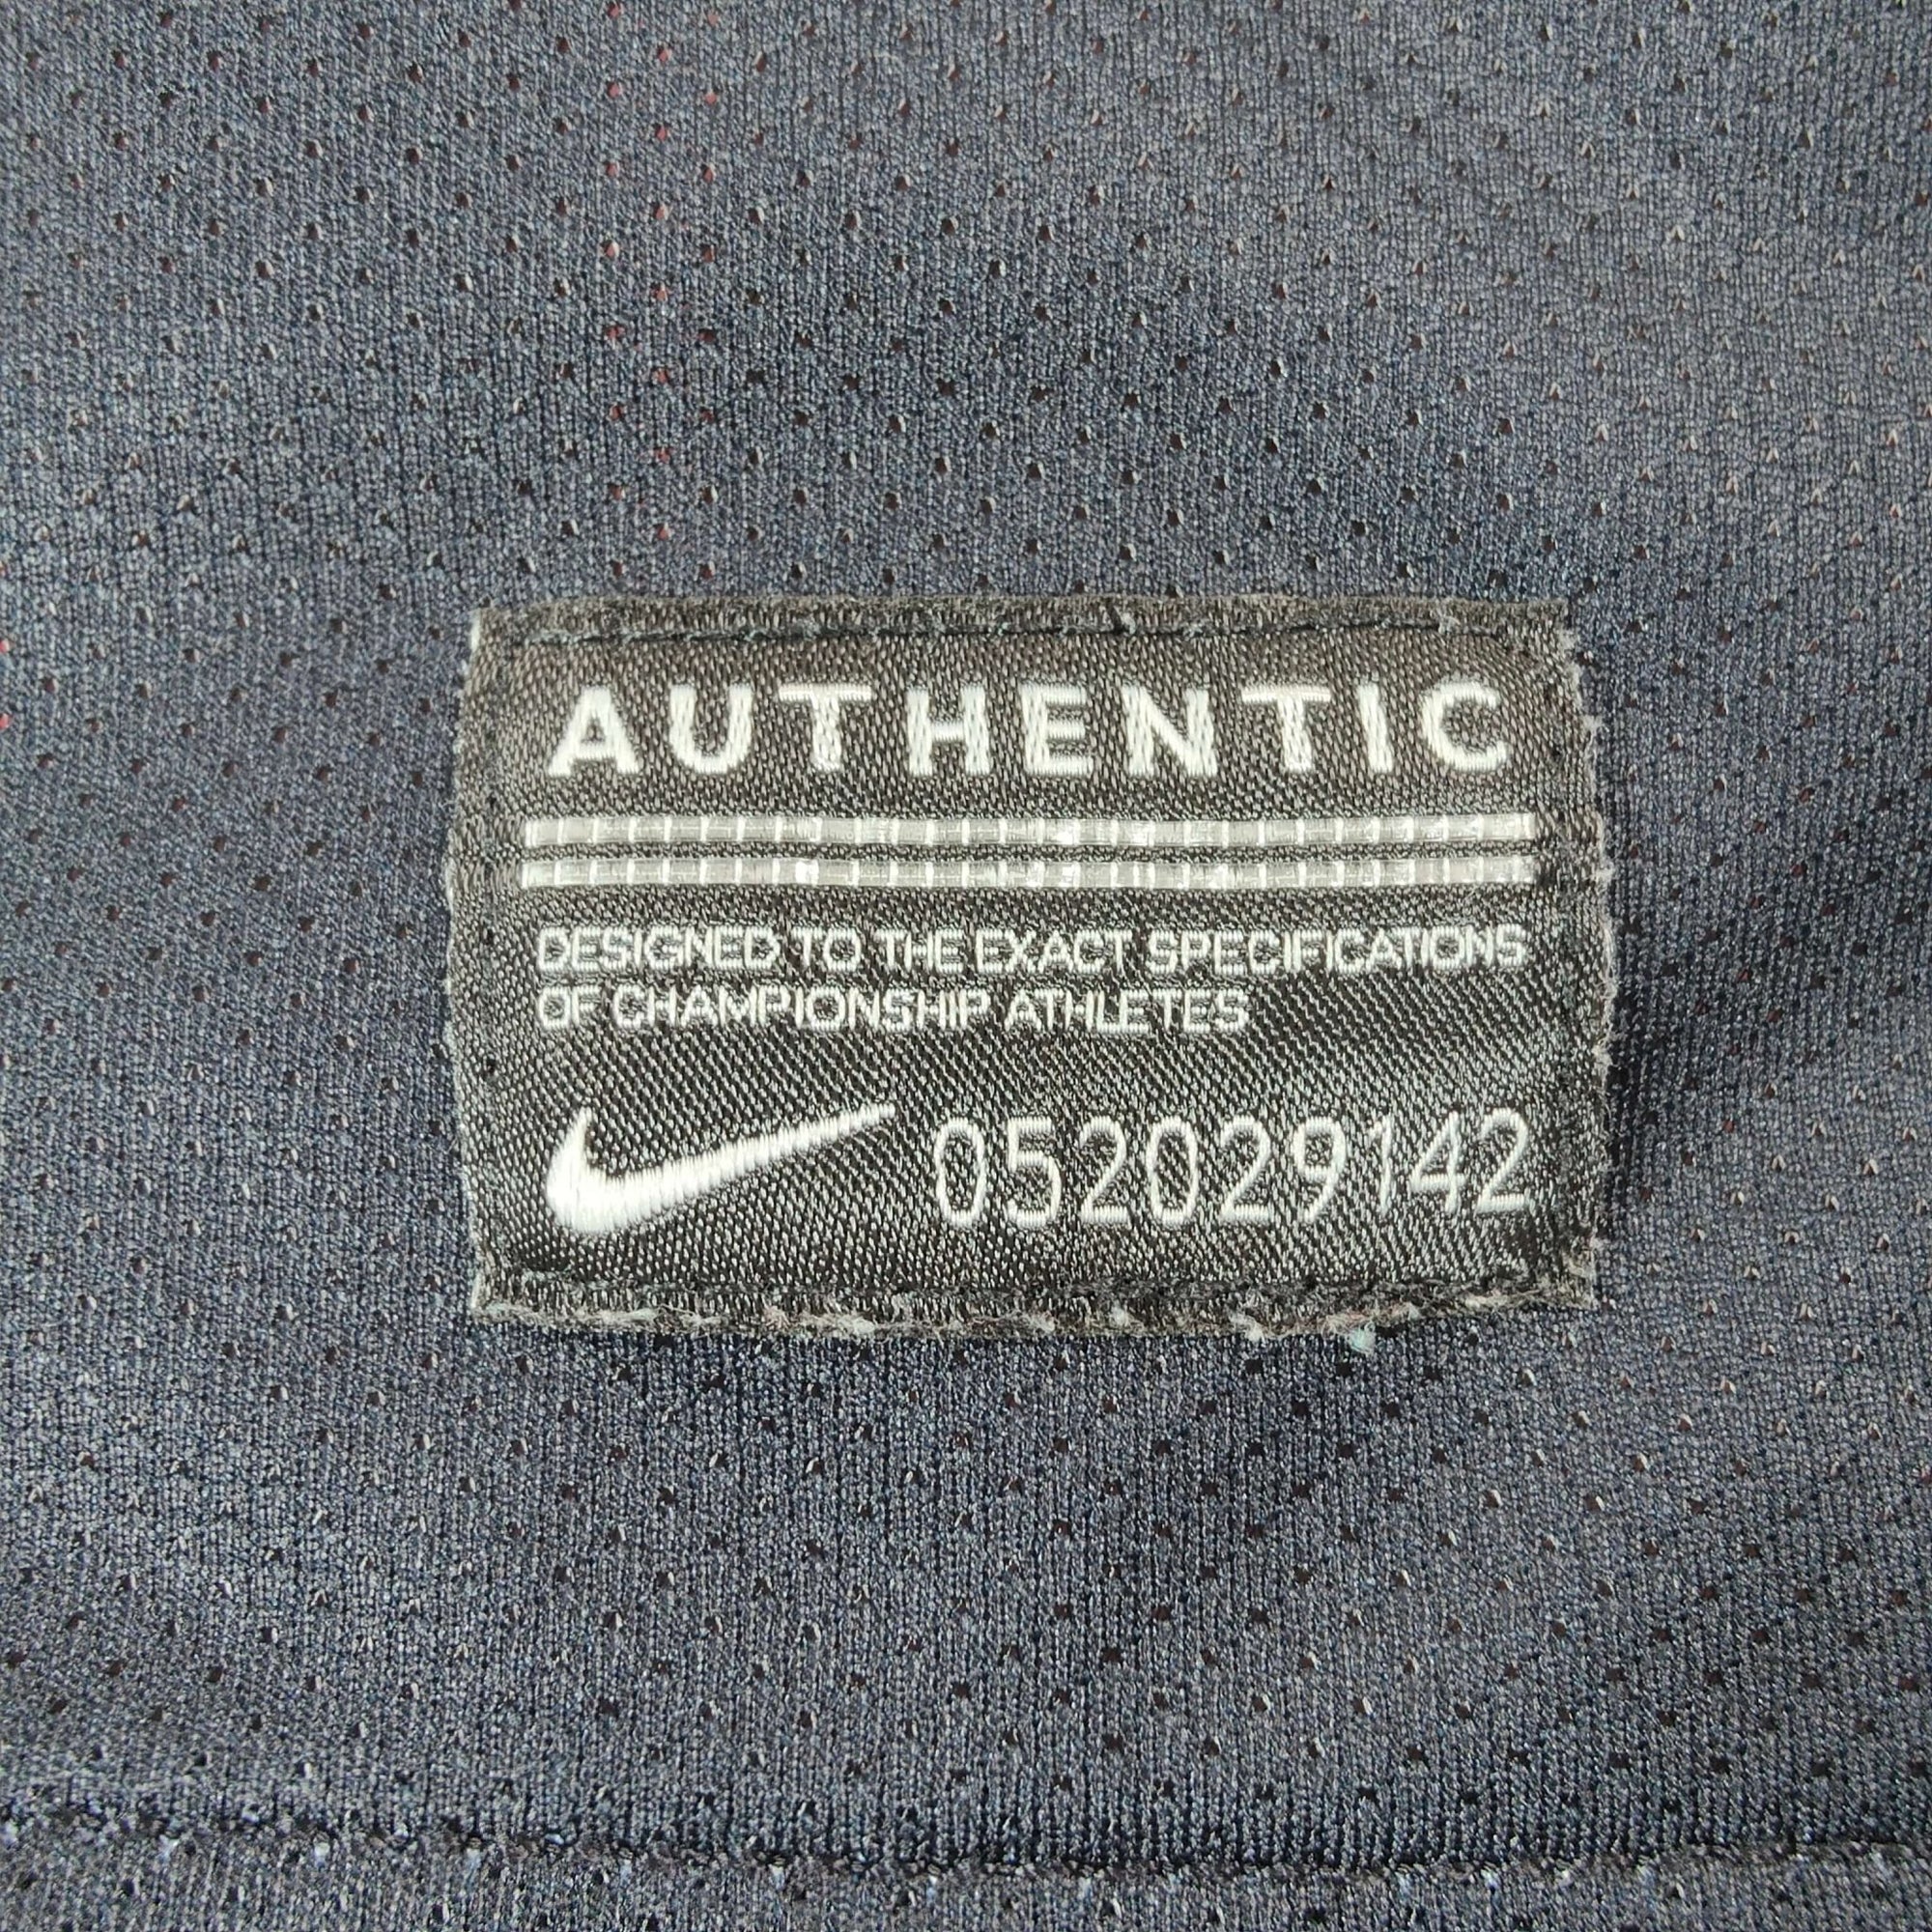 AUTHENTIC
DESIGNED TO THE EXACT SPECIFICATIONS
OF CHAMPIONSHIP ATHLETES
052029142